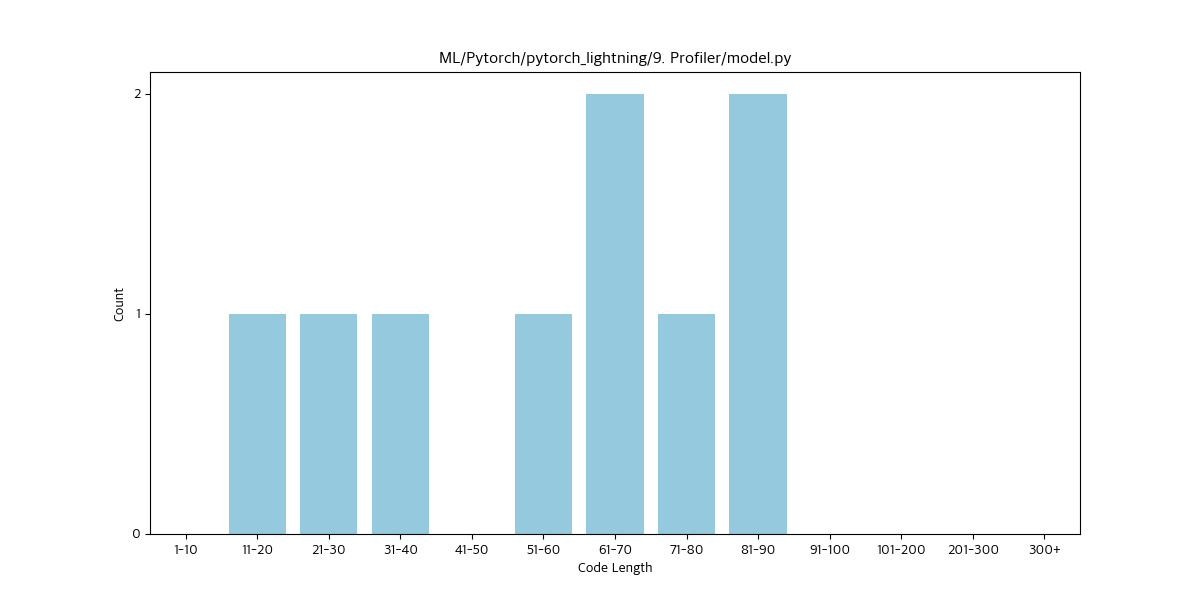 ML/Pytorch/pytorch_lightning/9. Profiler/model.py
2
1
0
Count
1-10 11-20 21-30 31-40 41-50 51-60 61-70 71-80 81-90 91-100 101-200 201-300 300+
Code Length